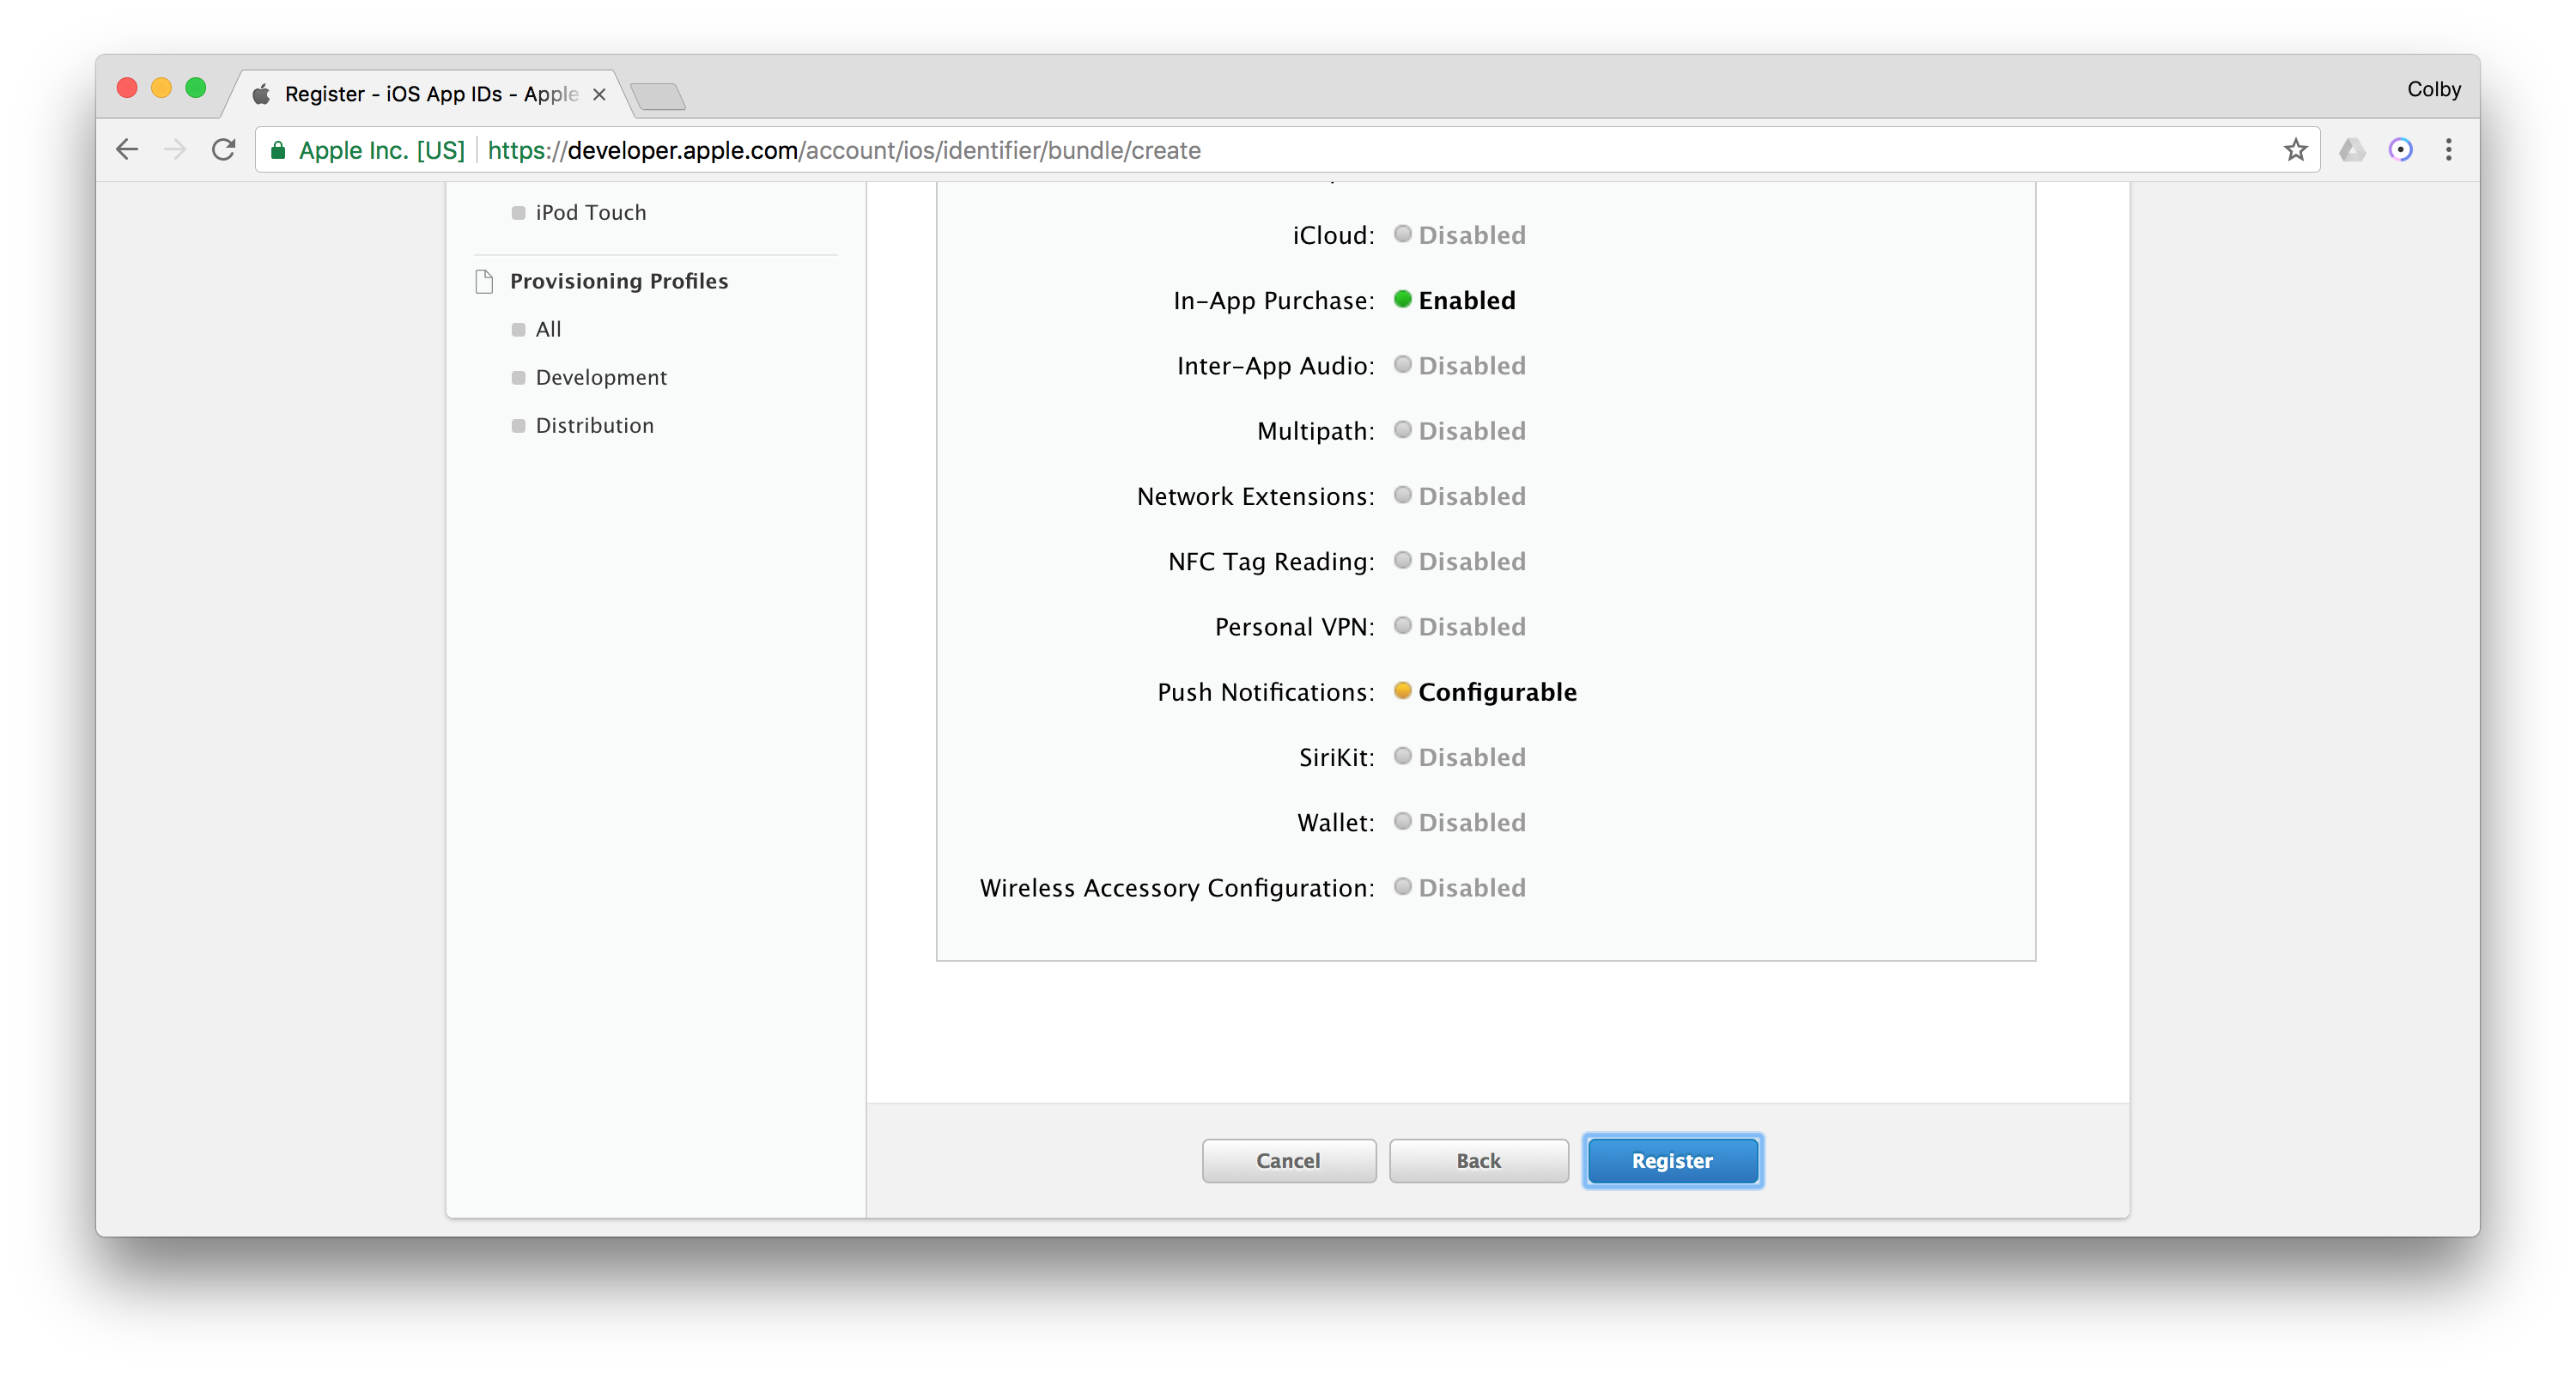 Register - iOS App IDs - Apple
Colby
Apple Inc. [US]
https://developer.apple.com/account/ios/identifier/bundle/create
iPod Touch
Provisioning Profiles
All
Development
Distribution
iCloud: Disabled
In-App Purchase: Enabled
Inter-App Audio: Disabled
Multipath: Disabled
Network Extensions: Disabled
NFC Tag Reading: Disabled
Personal VPN: Disabled
Push Notifications: Configurable
SiriKit: Disabled
Wallet: Disabled
Wireless Accessory Configuration: Disabled
Cancel
Back
Register